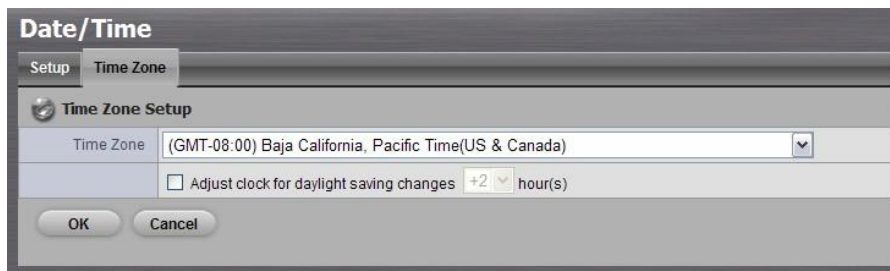 Date/Time
Setup Time Zone
Time Zone Setup
Time Zone (GMT-08:00) Baja California, Pacific Time(US & Canada)
Adjust clock for daylight saving changes +2 hour(s)
OK Cancel